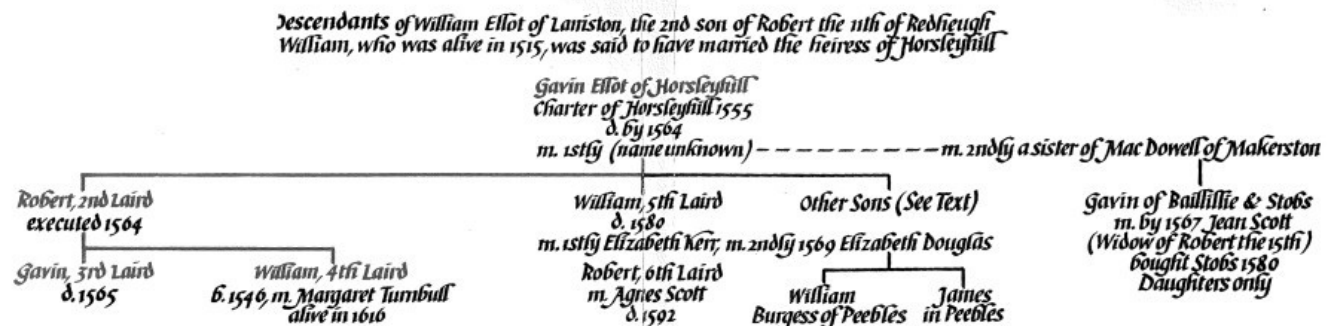 Descendants of William Ellot of Larriston, the 2nd son of Robert the 11th of Redheugh
William, who was alive in 1515, was said to have married the heiress of Horsleyhill
Gavin Ellot of Horsleyhill
Charter of Horsleyhill 1555
d. by 1564
m. 1stly (name unknown) – – – – – – – – m. 2ndly a sister of Mac Dowell of Makerston
Robert, 2nd Laird
executed 1564
William, 5th Laird
d. 1580
m. 1stly Elizabeth Kerr, m. 2ndly 1569 Elizabeth Douglas
Other Sons (See Text)
Gavin of Baillillie & Stobs
m. by 1567 Jean Scott
(Widow of Robert the 15th)
bought Stobs 1580
Daughters only
Gavin, 3rd Laird
d. 1565
William, 4th Laird
b. 1546, m. Margaret Turnbull
alive in 1616
Robert, 6th Laird
m. Agnes Scott
d. 1592
William
Burgess of Peebles
James
in Peebles